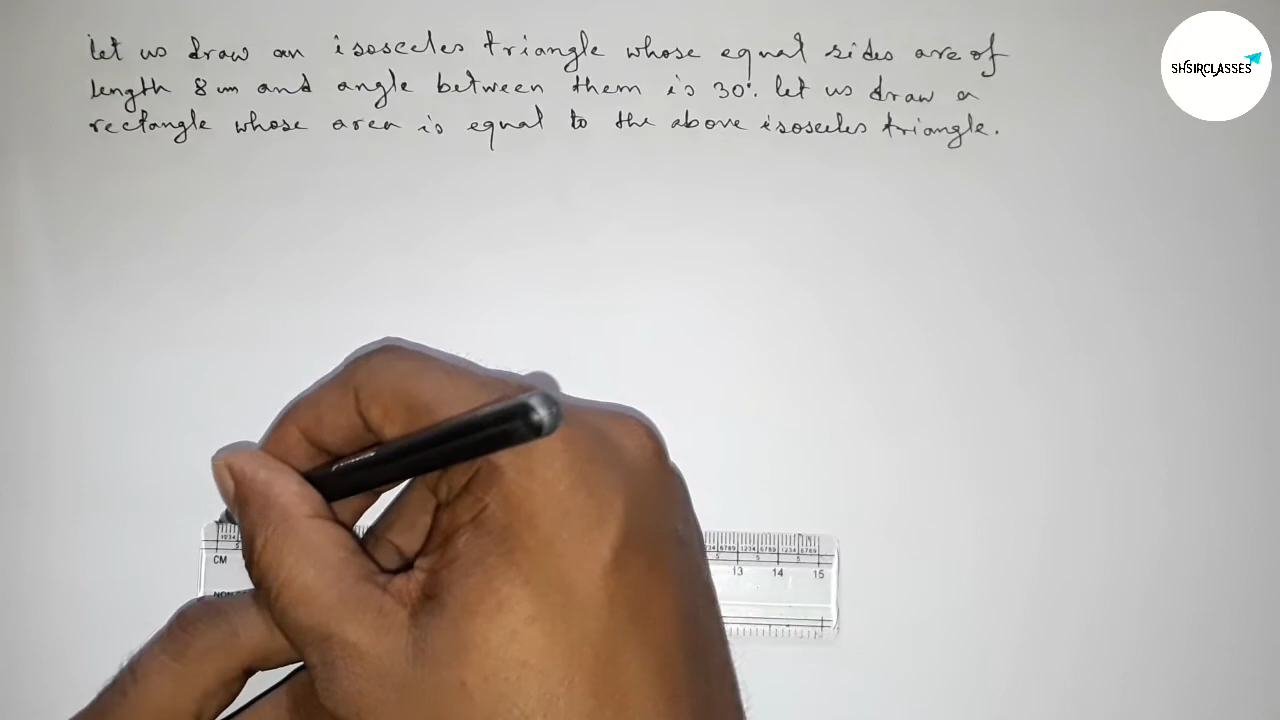 let us draw an isosceles triangle whose equal sides are of
length 8 cm and angle between them is 30°. let us draw a
rectangle whose area is equal to the above isosceles triangle.
SHSIRCLASSES
CM
13 14 15